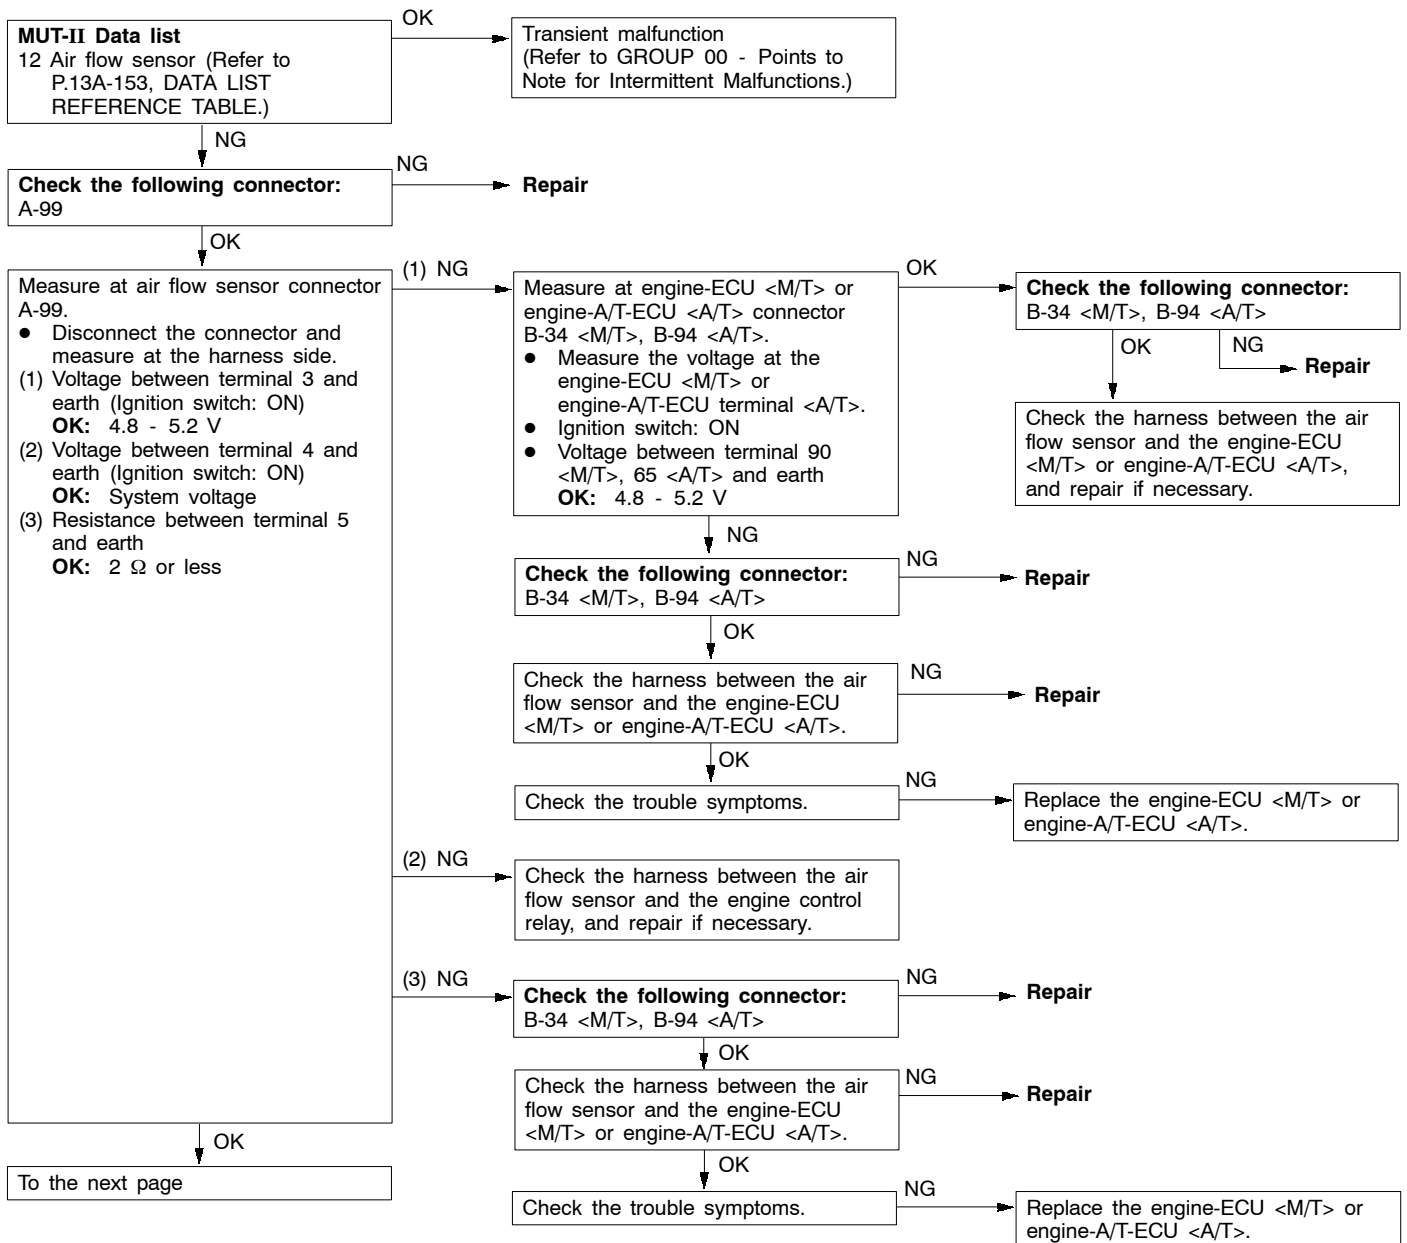 MUT-II Data list
12 Air flow sensor (Refer to
P.13A-153, DATA LIST
REFERENCE TABLE.)
OK
Transient malfunction
(Refer to GROUP 00 - Points to
Note for Intermittent Malfunctions.)
NG
Check the following connector:
A-99
NG
Repair
OK
Measure at air flow sensor connector
A-99.
● Disconnect the connector and
measure at the harness side.
(1) Voltage between terminal 3 and
earth (Ignition switch: ON)
OK: 4.8 - 5.2 V
(2) Voltage between terminal 4 and
earth (Ignition switch: ON)
OK: System voltage
(3) Resistance between terminal 5
and earth
OK: 2 Ω or less
(1) NG
Measure at engine-ECU <M/T> or
engine-A/T-ECU <A/T> connector
B-34 <M/T>, B-94 <A/T>.
● Measure the voltage at the
engine-ECU <M/T> or
engine-A/T-ECU terminal <A/T>.
● Ignition switch: ON
● Voltage between terminal 90
<M/T>, 65 <A/T> and earth
OK: 4.8 - 5.2 V
OK
Check the following connector:
B-34 <M/T>, B-94 <A/T>
OK
NG
Repair
Check the harness between the air
flow sensor and the engine-ECU
<M/T> or engine-A/T-ECU <A/T>,
and repair if necessary.
NG
Check the following connector:
B-34 <M/T>, B-94 <A/T>
NG
Repair
OK
Check the harness between the air
flow sensor and the engine-ECU
<M/T> or engine-A/T-ECU <A/T>.
NG
Repair
OK
Check the trouble symptoms.
NG
Replace the engine-ECU <M/T> or
engine-A/T-ECU <A/T>.
(2) NG
Check the harness between the air
flow sensor and the engine control
relay, and repair if necessary.
(3) NG
Check the following connector:
B-34 <M/T>, B-94 <A/T>
NG
Repair
OK
Check the harness between the air
flow sensor and the engine-ECU
<M/T> or engine-A/T-ECU <A/T>.
NG
Repair
OK
Check the trouble symptoms.
NG
Replace the engine-ECU <M/T> or
engine-A/T-ECU <A/T>.
OK
To the next page